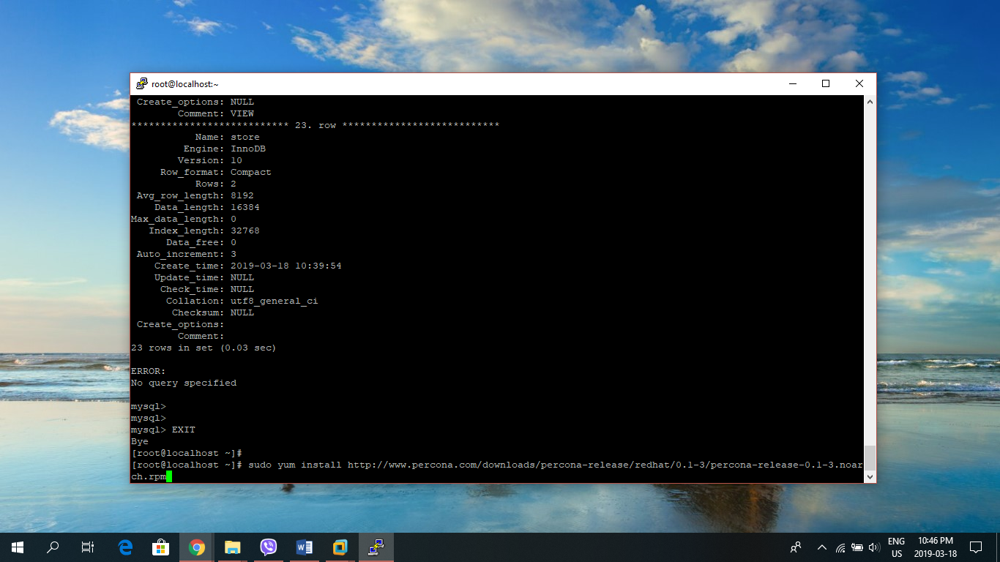 root@localhost:~
Create_options: NULL
Comment: VIEW
*************************** 23. row ***************************
Name: store
Engine: InnoDB
Version: 10
Row_format: Compact
Rows: 2
Avg_row_length: 8192
Data_length: 16384
Max_data_length: 0
Index_length: 32768
Data_free: 0
Auto_increment: 3
Create_time: 2019-03-18 10:39:54
Update_time: NULL
Check_time: NULL
Collation: utf8_general_ci
Checksum: NULL
Create_options:
Comment:
23 rows in set (0.03 sec)
ERROR:
No query specified
mysql>
mysql>
mysql> EXIT
Bye
[root@localhost ~]#
[root@localhost ~]# sudo yum install http://www.percona.com/downloads/percona-release/redhat/0.1-3/percona-release-0.1-3.noar
ch.rpm
ENG
US
10:46 PM
2019-03-18